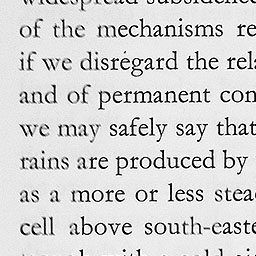 widespread subsidence
of the mechanisms re
if we disregard the rela
and of permanent con
we may safely say that
rains are produced by
as a more or less stea
cell above south-easte